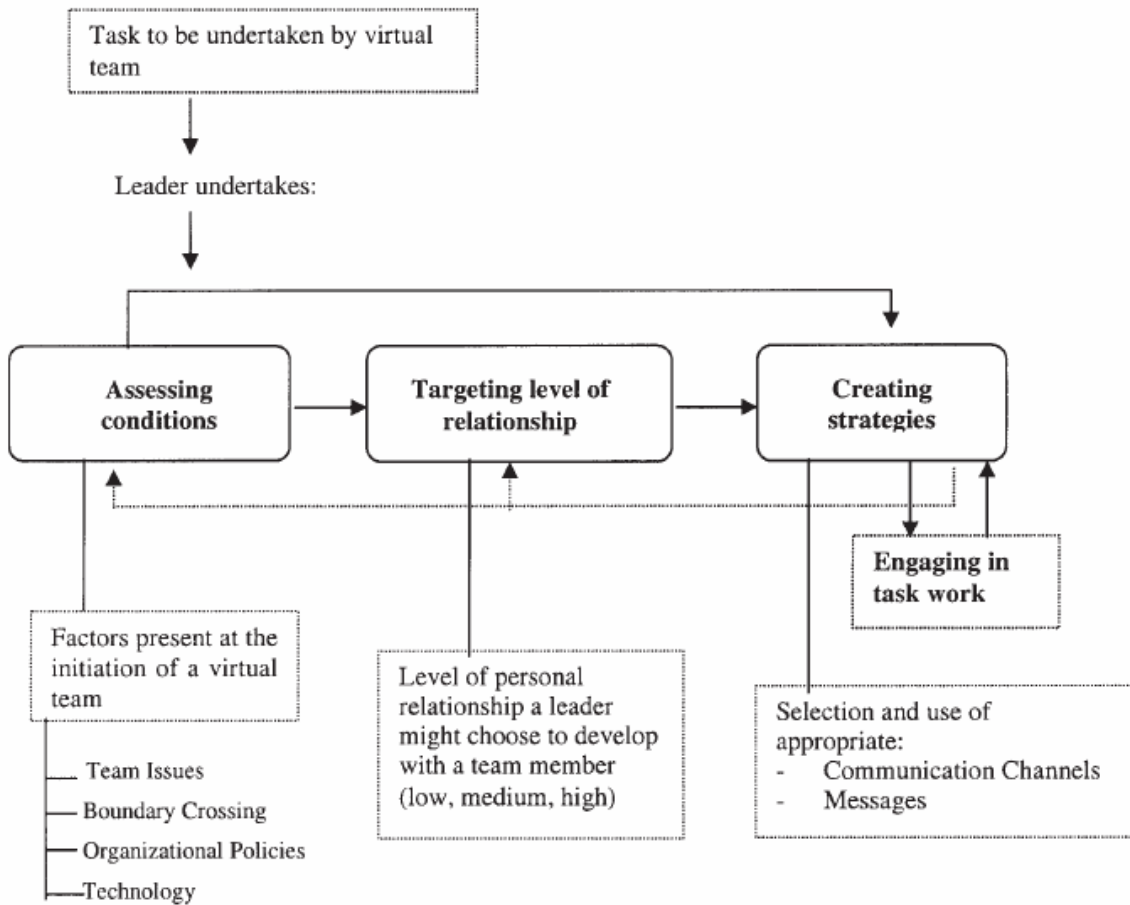 Task to be undertaken by virtual
team
Leader undertakes:
Assessing
conditions
Targeting level of
relationship
Creating
strategies
Engaging in
task work
Factors present at the
initiation of a virtual
team
Team Issues
Boundary Crossing
Organizational Policies
Technology
Level of personal
relationship a leader
might choose to develop
with a team member
(low, medium, high)
Selection and use of
appropriate:
- Communication Channels
- Messages